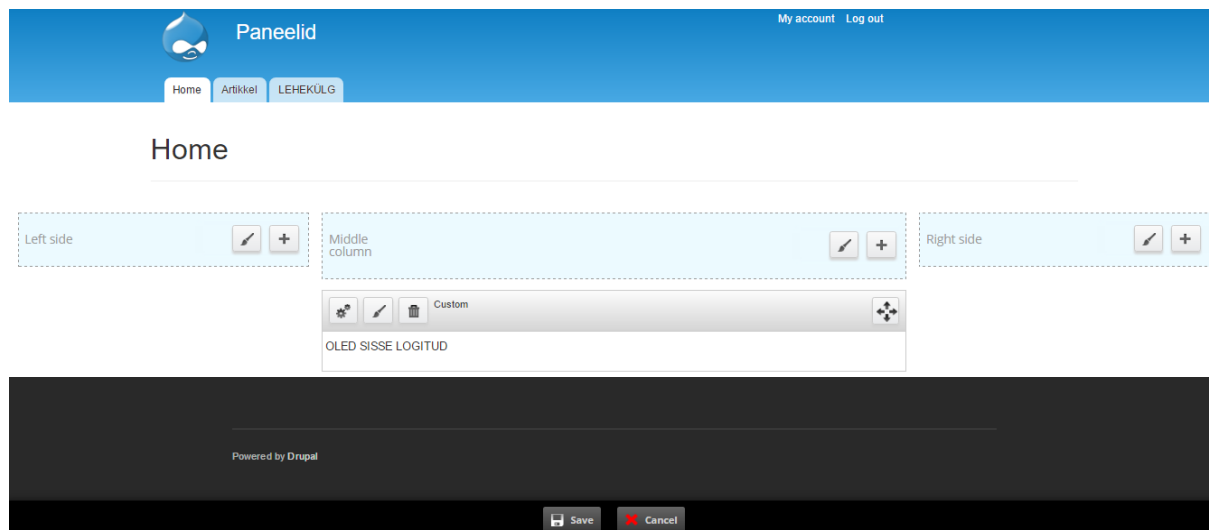 My account Log out
Paneelid
Home Artikkel LEHEKÜLG
Home
Left side
Middle
column
Right side
Custom
OLED SISSE LOGITUD
Powered by Drupal
Save Cancel